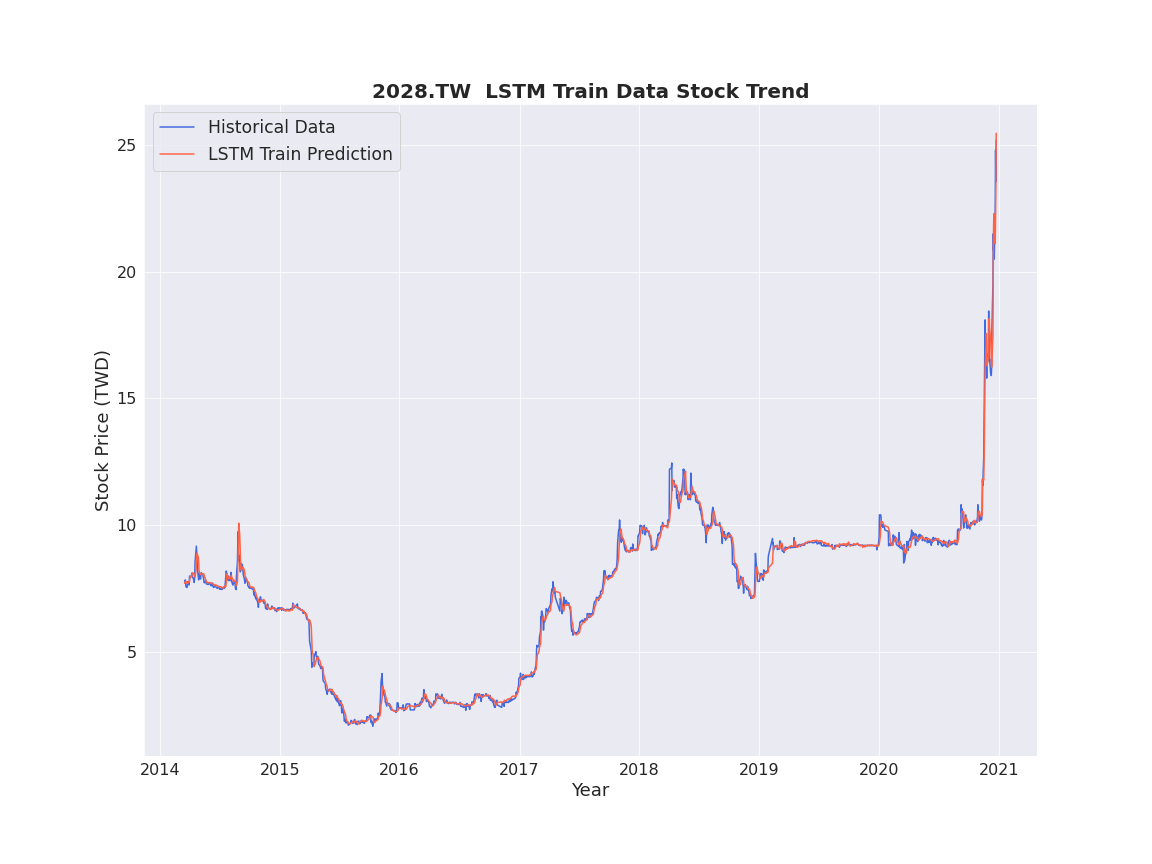 2028.TW  LSTM Train Data Stock Trend
Historical Data
LSTM Train Prediction
Stock Price (TWD)
25
20
15
10
5
2014 2015 2016 2017 2018 2019 2020 2021
Year